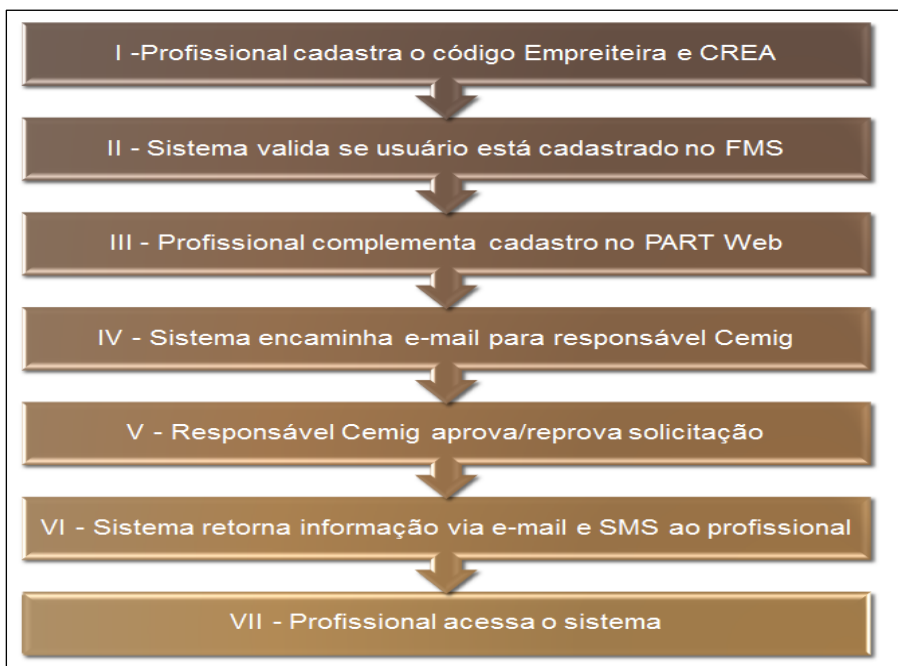 I -Profissional cadastra o código Empreiteira e CREA
II - Sistema valida se usuário está cadastrado no FMS
III - Profissional complementa cadastro no PART Web
IV - Sistema encaminha e-mail para responsável Cemig
V - Responsável Cemig aprova/reprova solicitação
VI - Sistema retorna informação via e-mail e SMS ao profissional
VII - Profissional acessa o sistema